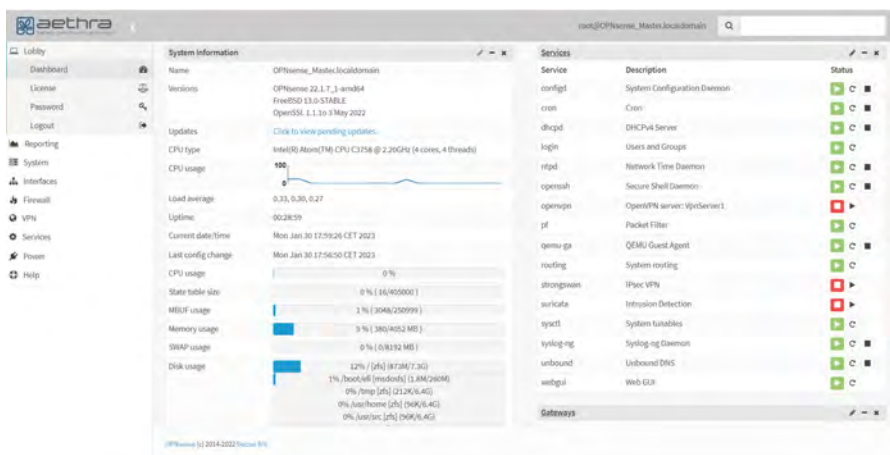 aethra
root@OPNsense_Master.localdomain
Lobby
Dashboard
License
Password
Logout
Reporting
System
Interfaces
Firewall
VPN
Services
Power
Help
System Information
Name OPNsense_Master.localdomain
Versions OPNsense 22.1.7_1-amd64
FreeBSD 13.0-STABLE
OpenSSL 1.1.1o 3 May 2022
Updates Click to view pending updates.
CPU type Intel(R) Atom(TM) CPU C3758 @ 2.20GHz (4 cores, 4 threads)
CPU usage 100
0
Load average 0.33, 0.30, 0.27
Uptime 00:28:59
Current date/time Mon Jan 30 17:59:26 CET 2023
Last config change Mon Jan 30 17:56:50 CET 2023
CPU usage 0 %
State table size 0 % ( 16/405000 )
MBUF usage 1 % ( 3048/250999 )
Memory usage 9 % ( 380/4052 MB )
SWAP usage 0 % ( 0/8192 MB )
Disk usage 12% / [zfs] (873M/7.3G)
1% /boot/efi [msdosfs] (1.8M/260M)
0% /tmp [zfs] (212K/6.4G)
0% /usr/home [zfs] (96K/6.4G)
0% /usr/src [zfs] (96K/6.4G)
Services
Service Description Status
configd System Configuration Daemon
cron Cron
dhcpd DHCPv4 Server
login Users and Groups
ntpd Network Time Daemon
openssh Secure Shell Daemon
openvpn OpenVPN server: VpnServer1
pf Packet Filter
qemu-ga QEMU Guest Agent
routing System routing
strongswan IPsec VPN
suricata Intrusion Detection
sysctl System tunables
syslog-ng Syslog-ng Daemon
unbound Unbound DNS
webgui Web GUI
Gateways
OPNsense (c) 2014-2022 Deciso B.V.